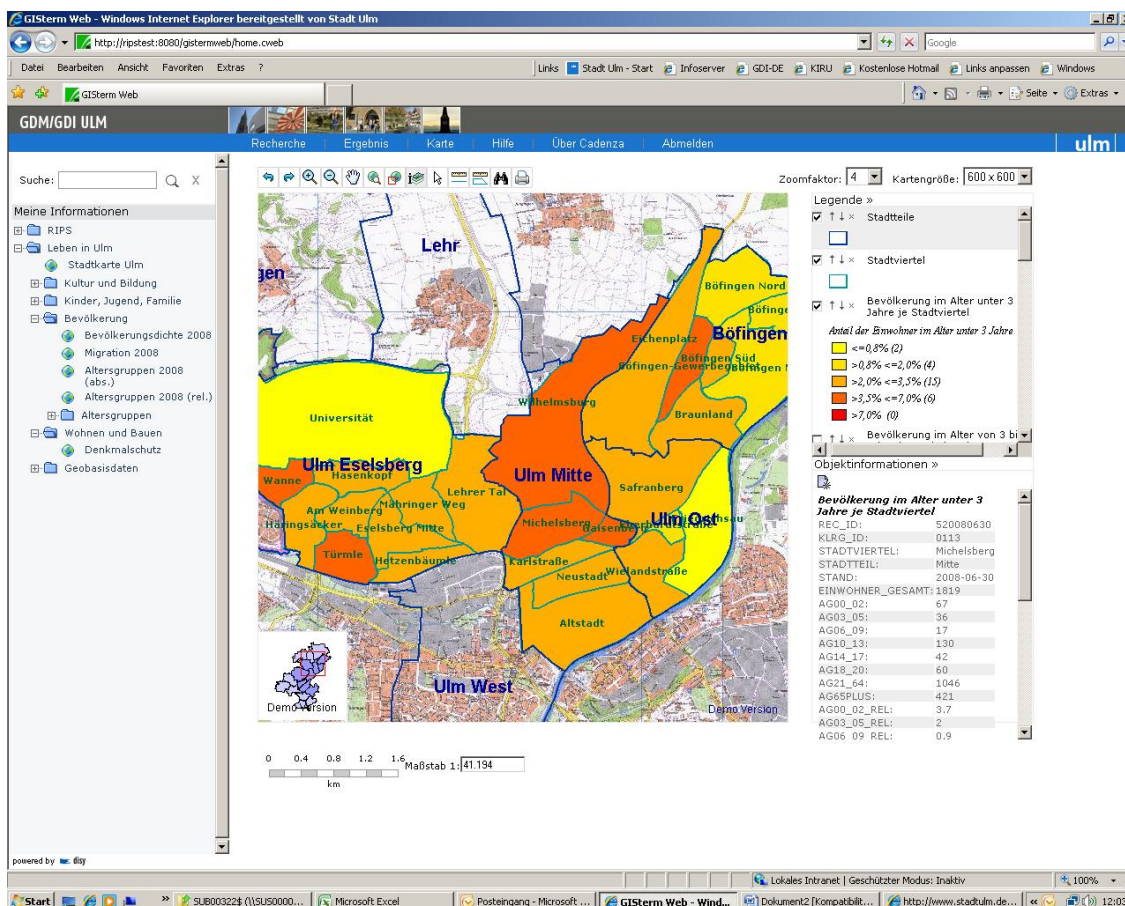 GISterm Web - Windows Internet Explorer bereitgestellt von Stadt Ulm
http://ripstest:8080/gistermweb/home.cweb
Google
Datei Bearbeiten Ansicht Favoriten Extras ?
Links Stadt Ulm - Start Infoserver GDI-DE KIRU Kostenlose Hotmail Links anpassen Windows
GISterm Web
Seite Extras
GDM/GDI ULM
Recherche Ergebnis Karte Hilfe Über Cadenza Abmelden
ulm
Suche: X
Zoomfaktor: 4 Kartengröße: 600 x 600
Meine Informationen
RIPS
Leben in Ulm
Stadtkarte Ulm
Kultur und Bildung
Kinder, Jugend, Familie
Bevölkerung
Bevölkerungsdichte 2008
Migration 2008
Altersgruppen 2008
(abs.)
Altersgruppen 2008 (rel.)
Altersgruppen
Wohnen und Bauen
Denkmalschutz
Geobasisdaten
powered by disy
Lehr
gen
Böfingen Nord
Böfinge
Böfingen
Eichenplatz
Böfingen Süd
Böfingen-Gewerbegebiet
Böfingen
Wilhelmsburg
Braunland
Universität
Ulm Eselsberg
Hasenkopf
Wanne
Ulm Mitte
Lehrer Tal
Safranberg
Mähringer Weg
Am Weinberg
Häringsäcker
Eselsberg Mitte
Michelsberg
Gaisenberg
Ulm Ost
Türmle
Hetzenbäumle
Karlstraße
Neustadt
Wielandstraße
Altstadt
Ulm West
Demo Version
Demo Version
0 0.4 0.8 1.2 1.6
km
Maßstab 1: 41.194
Legende »
Stadtteile
Stadtviertel
Bevölkerung im Alter unter 3
Jahre je Stadtviertel
Anteil der Einwohner im Alter unter 3 Jahre
<=0,8% (2)
>0,8% <=2,0% (4)
>2,0% <=3,5% (15)
>3,5% <=7,0% (6)
>7,0% (0)
Bevölkerung im Alter von 3 bi
Objektinformationen »
Bevölkerung im Alter unter 3
Jahre je Stadtviertel
REC_ID: 520080630
KLRG_ID: 0113
STADTVIERTEL: Michelsberg
STADTTEIL: Mitte
STAND: 2008-06-30
EINWOHNER_GESAMT: 1819
AG00_02: 67
AG03_05: 36
AG06_09: 17
AG10_13: 130
AG14_17: 42
AG18_20: 60
AG21_64: 1046
AG65PLUS: 421
AG00_02_REL: 3.7
AG03_05_REL: 2
AG06_09_REL: 0.9
Lokales Intranet | Geschützter Modus: Inaktiv
100%
Start
SUB00322$ (\\SUS0000...
Microsoft Excel
Posteingang - Microsoft ...
GISterm Web - Wind...
Dokument2 [Kompatibilit...
http://www.stadtulm.de...
12:03